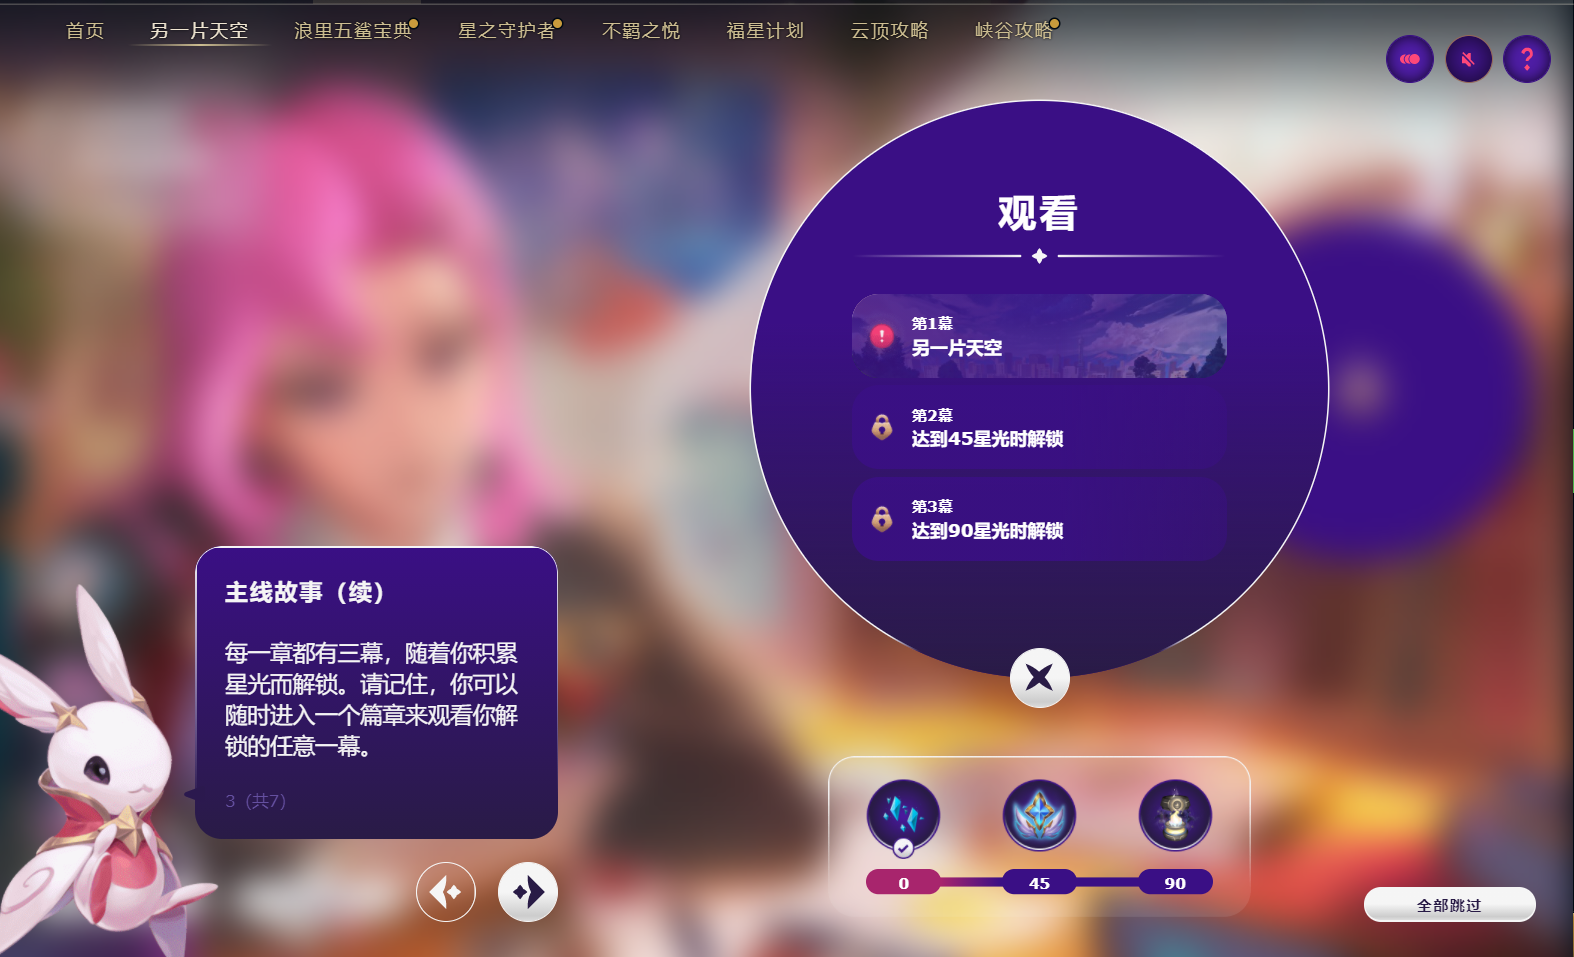 首页 另一片天空 浪里五鲨宝典 星之守护者 不羁之悦 福星计划 云顶攻略 峡谷攻略
?
观看
!
第1幕
另一片天空
第2幕
达到45星光时解锁
第3幕
达到90星光时解锁
主线故事（续）
每一章都有三幕，随着你积累
星光而解锁。请记住，你可以
随时进入一个篇章来观看你解
锁的任意一幕。
3（共7）
0 45 90
全部跳过